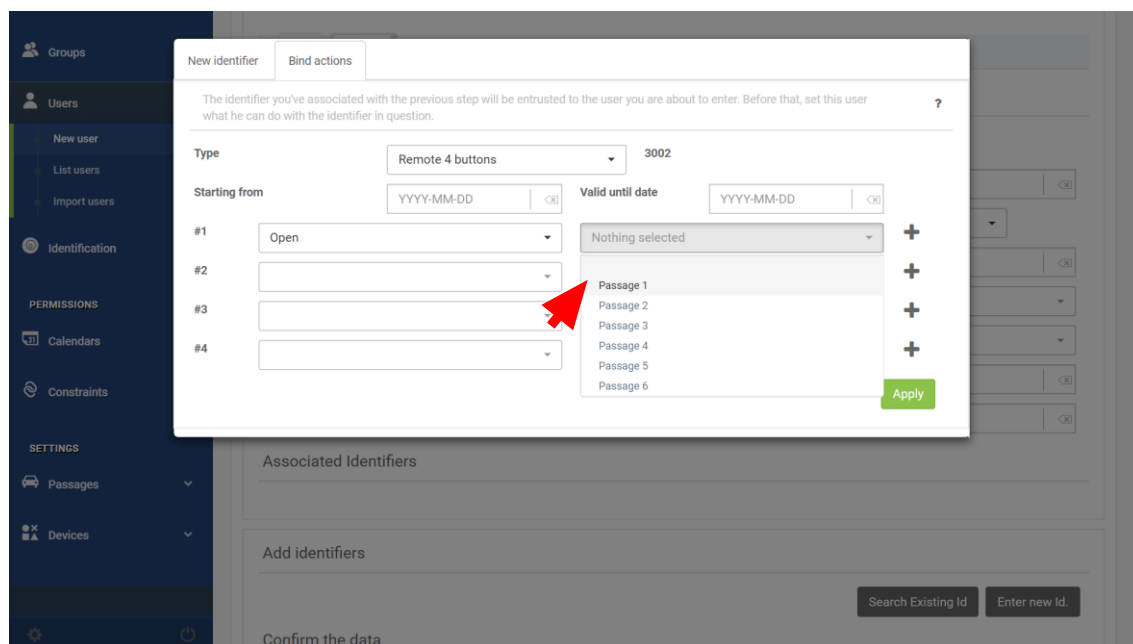 Groups
Users
New user
List users
Import users
Identification
PERMISSIONS
Calendars
Constraints
SETTINGS
Passages
Devices
New identifier
Bind actions
The identifier you've associated with the previous step will be entrusted to the user you are about to enter. Before that, set this user
what he can do with the identifier in question.
?
Type
Remote 4 buttons
3002
Starting from
YYYY-MM-DD
Valid until date
YYYY-MM-DD
#1
Open
Nothing selected
#2
#3
#4
Passage 1
Passage 2
Passage 3
Passage 4
Passage 5
Passage 6
Apply
Associated Identifiers
Add identifiers
Search Existing Id
Enter new Id.
Confirm the data